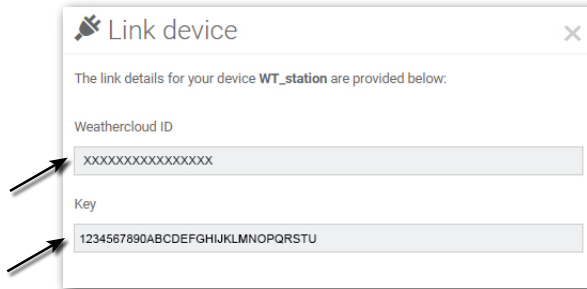 Link device
The link details for your device WT_station are provided below:
Weathercloud ID
XXXXXXXXXXXXXXXX
Key
1234567890ABCDEFGHIJKLMNOPQRSTU